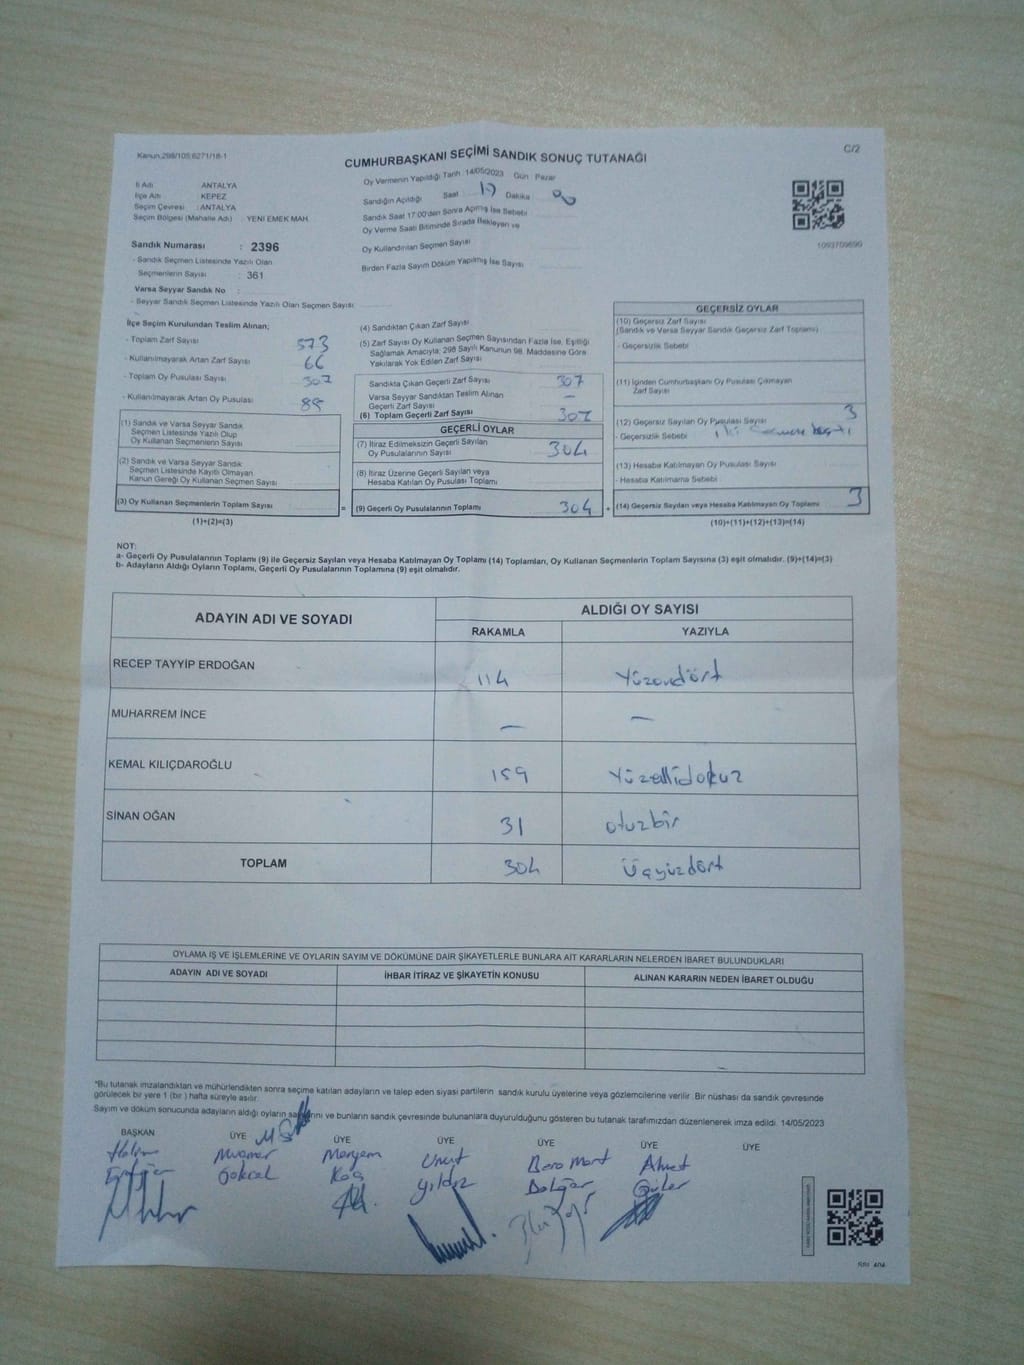 Kanun.298/105;6271/18-1
C/2
CUMHURBAŞKANI SEÇİMİ SANDIK SONUÇ TUTANAĞI
İl Adı : ANTALYA
İlçe Adı : KEPEZ
Seçim Çevresi : ANTALYA
Seçim Bölgesi (Mahalle Adı) : YENİ EMEK MAH.
Oy Vermenin Yapıldığı Tarih 14/05/2023 Gün Pazar
Sandığın Açıldığı Saat 17 Dakika
Sandık Saat 17:00'den Sonra Açılmış İse Sebebi
Oy Verme Saati Bitiminde Sırada Bekleyen ve
Oy Kullandırılan Seçmen Sayısı
Birden Fazla Sayım Döküm Yapılmış İse Sayısı
1093709690
Sandık Numarası : 2396
- Sandık Seçmen Listesinde Yazılı Olan
Seçmenlerin Sayısı : 361
Varsa Seyyar Sandık No :
- Seyyar Sandık Seçmen Listesinde Yazılı Olan Seçmen Sayısı
İlçe Seçim Kurulundan Teslim Alınan;
- Toplam Zarf Sayısı 573
- Kullanılmayarak Artan Zarf Sayısı 66
- Toplam Oy Pusulası Sayısı 307
- Kullanılmayarak Artan Oy Pusulası
(1) Sandık ve Varsa Seyyar Sandık
Seçmen Listesinde Yazılı Olup
Oy Kullanan Seçmenlerin Sayısı
(2) Sandık ve Varsa Seyyar Sandık
Seçmen Listesinde Kayıtlı Olmayan
Kanun Gereği Oy Kullanan Seçmen Sayısı
(3) Oy Kullanan Seçmenlerin Toplam Sayısı =
(1)+(2)=(3)
(4) Sandıktan Çıkan Zarf Sayısı
(5) Zarf Sayısı Oy Kullanan Seçmen Sayısından Fazla İse, Eşitliği
Sağlamak Amacıyla; 298 Sayılı Kanunun 98. Maddesine Göre
Yakılarak Yok Edilen Zarf Sayısı
Sandıkta Çıkan Geçerli Zarf Sayısı 307
Varsa Seyyar Sandıktan Teslim Alınan
Geçerli Zarf Sayısı –
(6) Toplam Geçerli Zarf Sayısı 307
GEÇERLİ OYLAR
(7) İtiraz Edilmeksizin Geçerli Sayılan
Oy Pusulalarının Sayısı 304
(8) İtiraz Üzerine Geçerli Sayılan veya
Hesaba Katılan Oy Pusulası Toplamı
(9) Geçerli Oy Pusulalarının Toplamı 304 +
GEÇERSİZ OYLAR
(10) Geçersiz Zarf Sayısı
(Sandık ve Varsa Seyyar Sandık Geçersiz Zarf Toplamı)
- Geçersizlik Sebebi
(11) İçinden Cumhurbaşkanı Oy Pusulası Çıkmayan
Zarf Sayısı
(12) Geçersiz Sayılan Oy Pusulası Sayısı 3
- Geçersizlik Sebebi
(13) Hesaba Katılmayan Oy Pusulası Sayısı
- Hesaba Katılmama Sebebi
(14) Geçersiz Sayılan veya Hesaba Katılmayan Oy Toplamı 3
(10)+(11)+(12)+(13)=(14)
NOT:
a- Geçerli Oy Pusulalarının Toplamı (9) ile Geçersiz Sayılan veya Hesaba Katılmayan Oy Toplamı (14) Toplamları, Oy Kullanan Seçmenlerin Toplam Sayısına (3) eşit olmalıdır. (9)+(14)=(3)
b- Adayların Aldığı Oyların Toplamı, Geçerli Oy Pusulalarının Toplamına (9) eşit olmalıdır.
ADAYIN ADI VE SOYADI
ALDIĞI OY SAYISI
RAKAMLA YAZIYLA
RECEP TAYYİP ERDOĞAN 114 Yüzondört
MUHARREM İNCE – –
KEMAL KILIÇDAROĞLU 159 Yüzellidokuz
SİNAN OĞAN 31 otuzbir
TOPLAM 304 Üçyüzdört
OYLAMA İŞ VE İŞLEMLERİNE VE OYLARIN SAYIM VE DÖKÜMÜNE DAİR ŞİKAYETLERLE BUNLARA AİT KARARLARIN NELERDEN İBARET BULUNDUKLARI
ADAYIN ADI VE SOYADI İHBAR İTİRAZ VE ŞİKAYETİN KONUSU ALINAN KARARIN NEDEN İBARET OLDUĞU
*Bu tutanak imzalandıktan ve mühürlendikten sonra seçime katılan adayların ve talep eden siyasi partilerin sandık kurulu üyelerine veya gözlemcilerine verilir. Bir nüshası da sandık çevresinde
görülecek bir yere 1 (bir) hafta süreyle asılır.
Sayım ve döküm sonucunda adayların aldığı oyların sayılarını ve bunların sandık çevresinde bulunanlara duyurulduğunu gösteren bu tutanak tarafımızdan düzenlenerek imza edildi. 14/05/2023
BAŞKAN ÜYE ÜYE ÜYE ÜYE ÜYE ÜYE
Muamer Meryem Umut Bora Mert Ahmet
Göksel Koç Yıldız Dolgar Güler